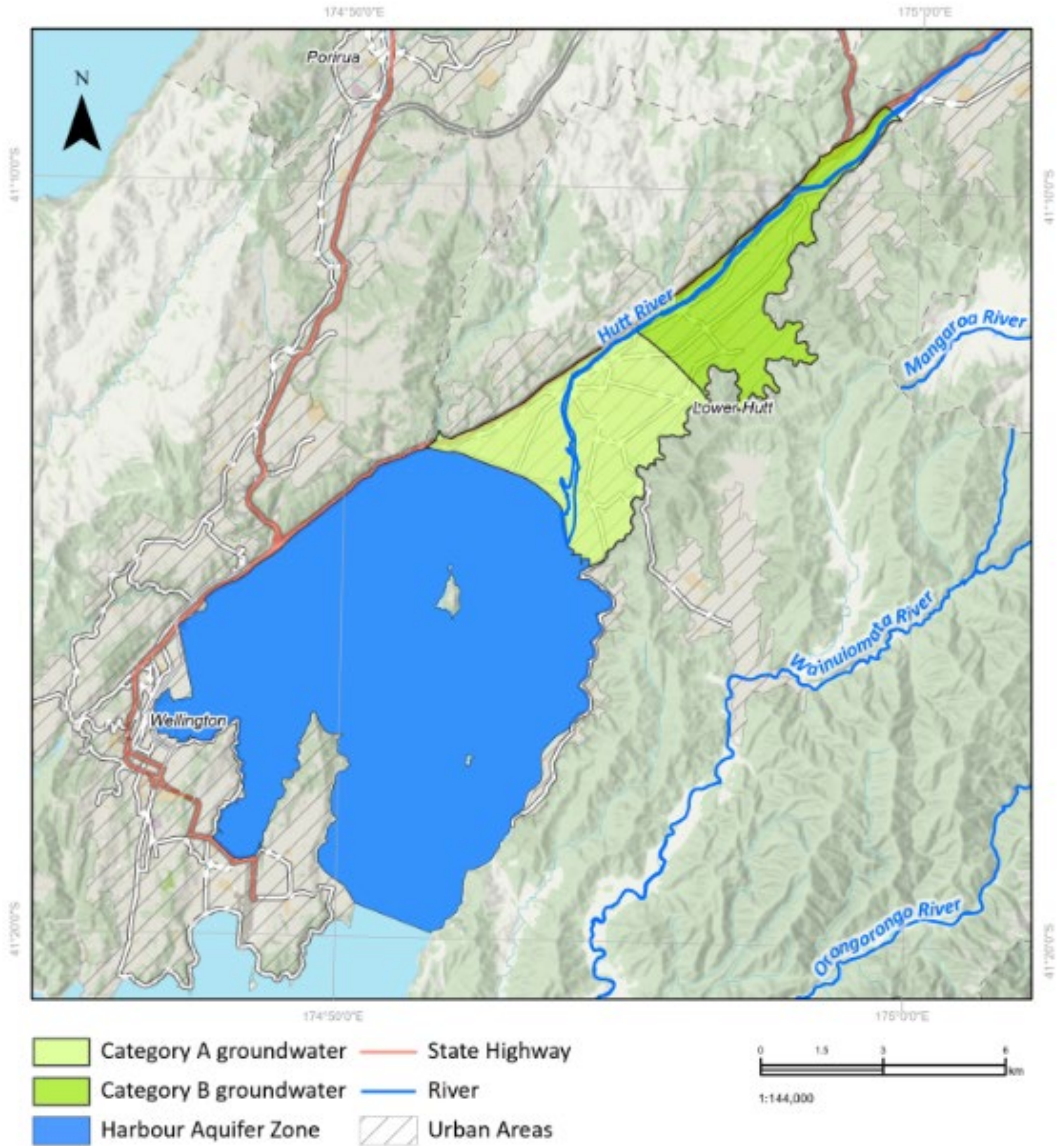 174°50'0"E 175°0'0"E
Porirua
N
41°10'0"S 41°10'0"S
Hutt River
Mangaroa River
Lower Hutt
Wainuiomata River
Wellington
Orongorongo River
41°20'0"S 41°20'0"S
174°50'0"E 175°0'0"E
Category A groundwater State Highway
0 1.5 3 6
km
Category B groundwater River
1:144,000
Harbour Aquifer Zone Urban Areas